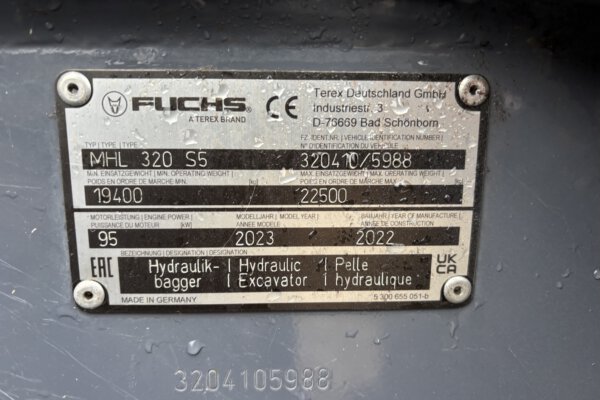 FUCHS
A TEREX BRAND
CE
Terex Deutschland GmbH
Industriestr. 3
D-76669 Bad Schönborn
TYP | TYPE | TYPE
FZ. IDENT.NR. | VEHICLE IDENTIFICATION NUMBER |
N° D'IDENTIFICATION DU VÉHICULE
MHL 320 S5
320410/5988
MIN. EINSATZGEWICHT | MIN. OPERATING WEIGHT |
POIDS EN ORDRE DE MARCHE MIN. [kg]
MAX. EINSATZGEWICHT | MAX. OPERATING WEIGHT |
POIDS EN ORDRE DE MARCHE MAX. [kg]
19400
22500
MOTORLEISTUNG | ENGINE POWER |
PUISSANCE DU MOTEUR [kW]
MODELLJAHR | MODEL YEAR |
ANNÉE MODELE
BAUJAHR | YEAR OF MANUFACTURE |
ANNÉE DE CONSTRUCTION
95
2023
2022
BEZEICHNUNG | DESIGNATION | DESIGNATION
EAC
Hydraulik- | Hydraulic | Pelle
bagger | Excavator | hydraulique
UK
CA
MADE IN GERMANY
5 300 655 051-b
3204105988